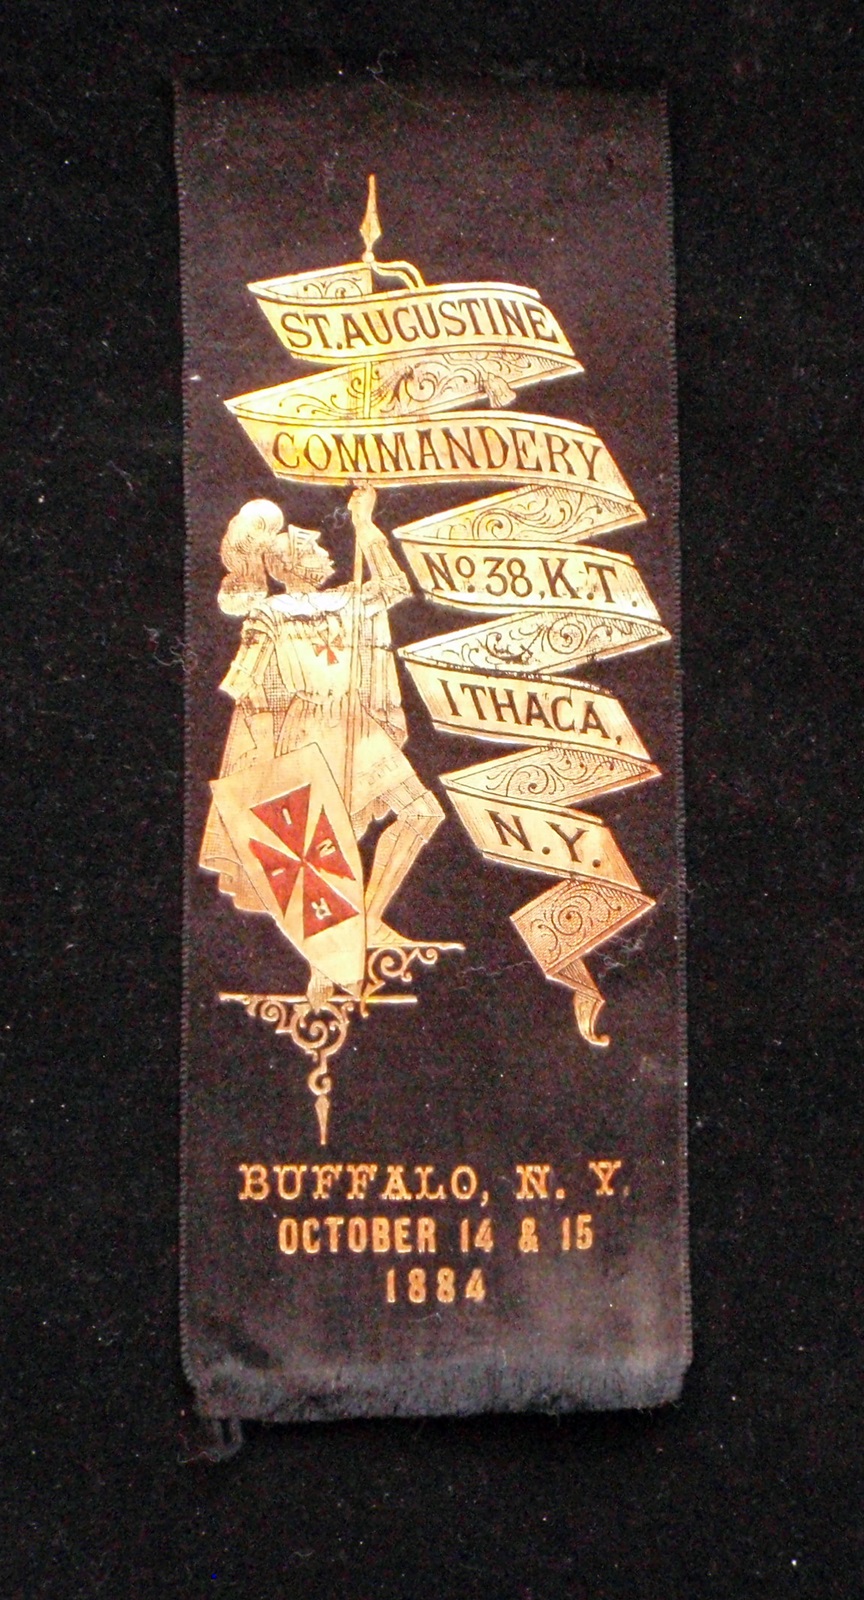 ST. AUGUSTINE
COMMANDERY
No. 38, K.T.
ITHACA,
N.Y.
I
N
I
R
BUFFALO, N. Y.
OCTOBER 14 & 15
1884